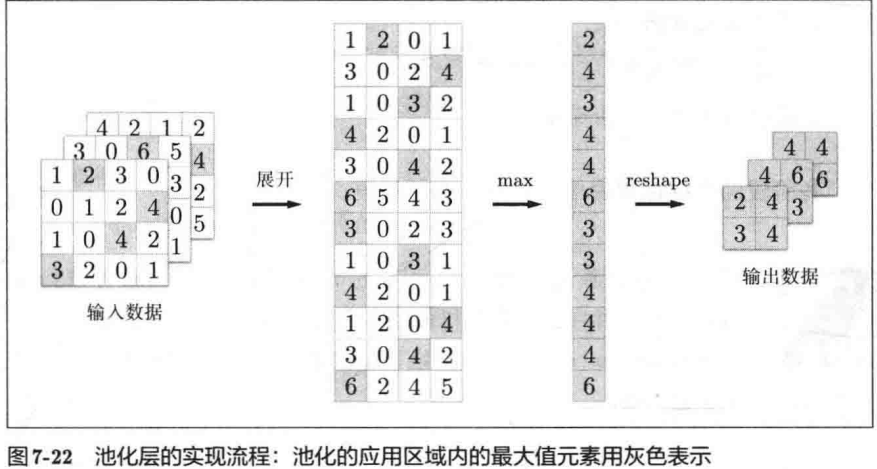 4 2 1 2
3 0 6 5 4
1 2 3 0 3 2
0 1 2 4 0 5
1 0 4 2 1
3 2 0 1
输入数据
展开
1 2 0 1
3 0 2 4
1 0 3 2
4 2 0 1
3 0 4 2
6 5 4 3
3 0 2 3
1 0 3 1
4 2 0 1
1 2 0 4
3 0 4 2
6 2 4 5
max
2
4
3
4
4
6
3
3
4
4
4
6
reshape
4 4
4 6 6
2 4 3
3 4
输出数据
图7-22 池化层的实现流程：池化的应用区域内的最大值元素用灰色表示